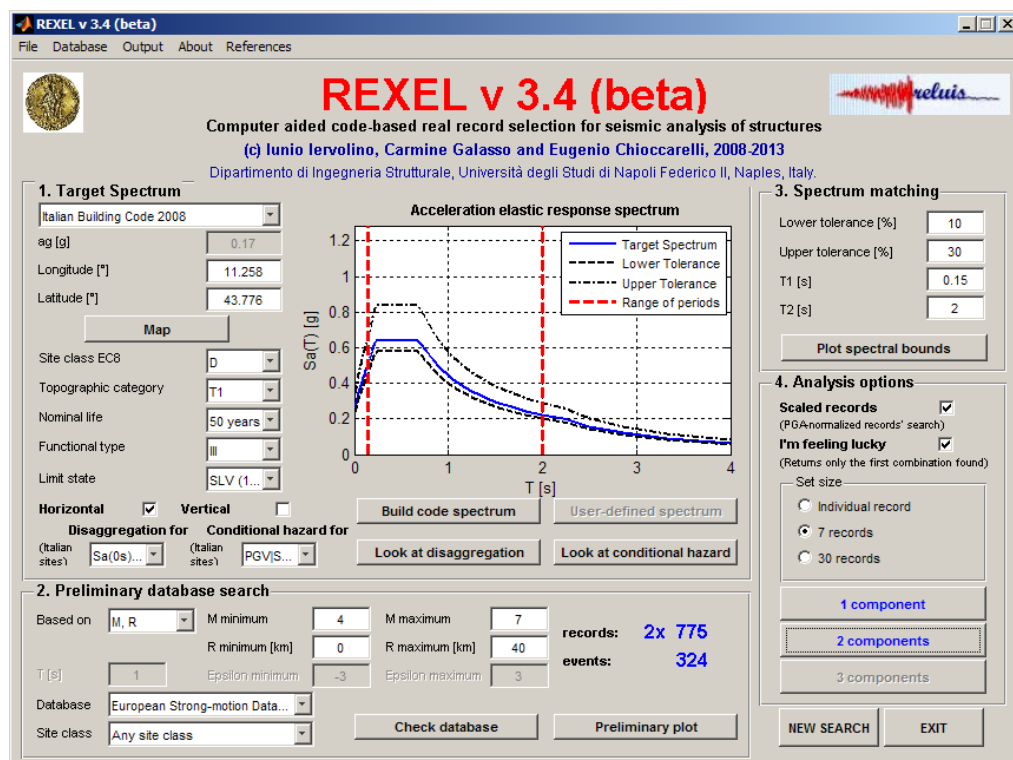 REXEL v 3.4 (beta)
File Database Output About References
REXEL v 3.4 (beta)
reluis
Computer aided code-based real record selection for seismic analysis of structures
(c) Iunio Iervolino, Carmine Galasso and Eugenio Chioccarelli, 2008-2013
Dipartimento di Ingegneria Strutturale, Università degli Studi di Napoli Federico II, Naples, Italy.
1. Target Spectrum
Italian Building Code 2008
ag [g] 0.17
Longitude [°] 11.258
Latitude [°] 43.776
Map
Site class EC8 D
Topographic category T1
Nominal life 50 years
Functional type III
Limit state SLV (1...
Horizontal Vertical
Disaggregation for Conditional hazard for
(Italian sites) Sa(0s)... (Italian sites) PGV|S...
Acceleration elastic response spectrum
Target Spectrum
Lower Tolerance
Upper Tolerance
Range of periods
Sa(T) [g]
1.2
1
0.8
0.6
0.4
0.2
0
0 1 2 3 4
T [s]
Build code spectrum User-defined spectrum
Look at disaggregation Look at conditional hazard
2. Preliminary database search
Based on M, R M minimum 4 M maximum 7
R minimum [km] 0 R maximum [km] 40
T [s] 1 Epsilon minimum -3 Epsilon maximum 3
records: 2x 775
events: 324
Database European Strong-motion Data...
Site class Any site class
Check database Preliminary plot
3. Spectrum matching
Lower tolerance [%] 10
Upper tolerance [%] 30
T1 [s] 0.15
T2 [s] 2
Plot spectral bounds
4. Analysis options
Scaled records
(PGA-normalized records' search)
I'm feeling lucky
(Returns only the first combination found)
Set size
Individual record
7 records
30 records
1 component
2 components
3 components
NEW SEARCH EXIT